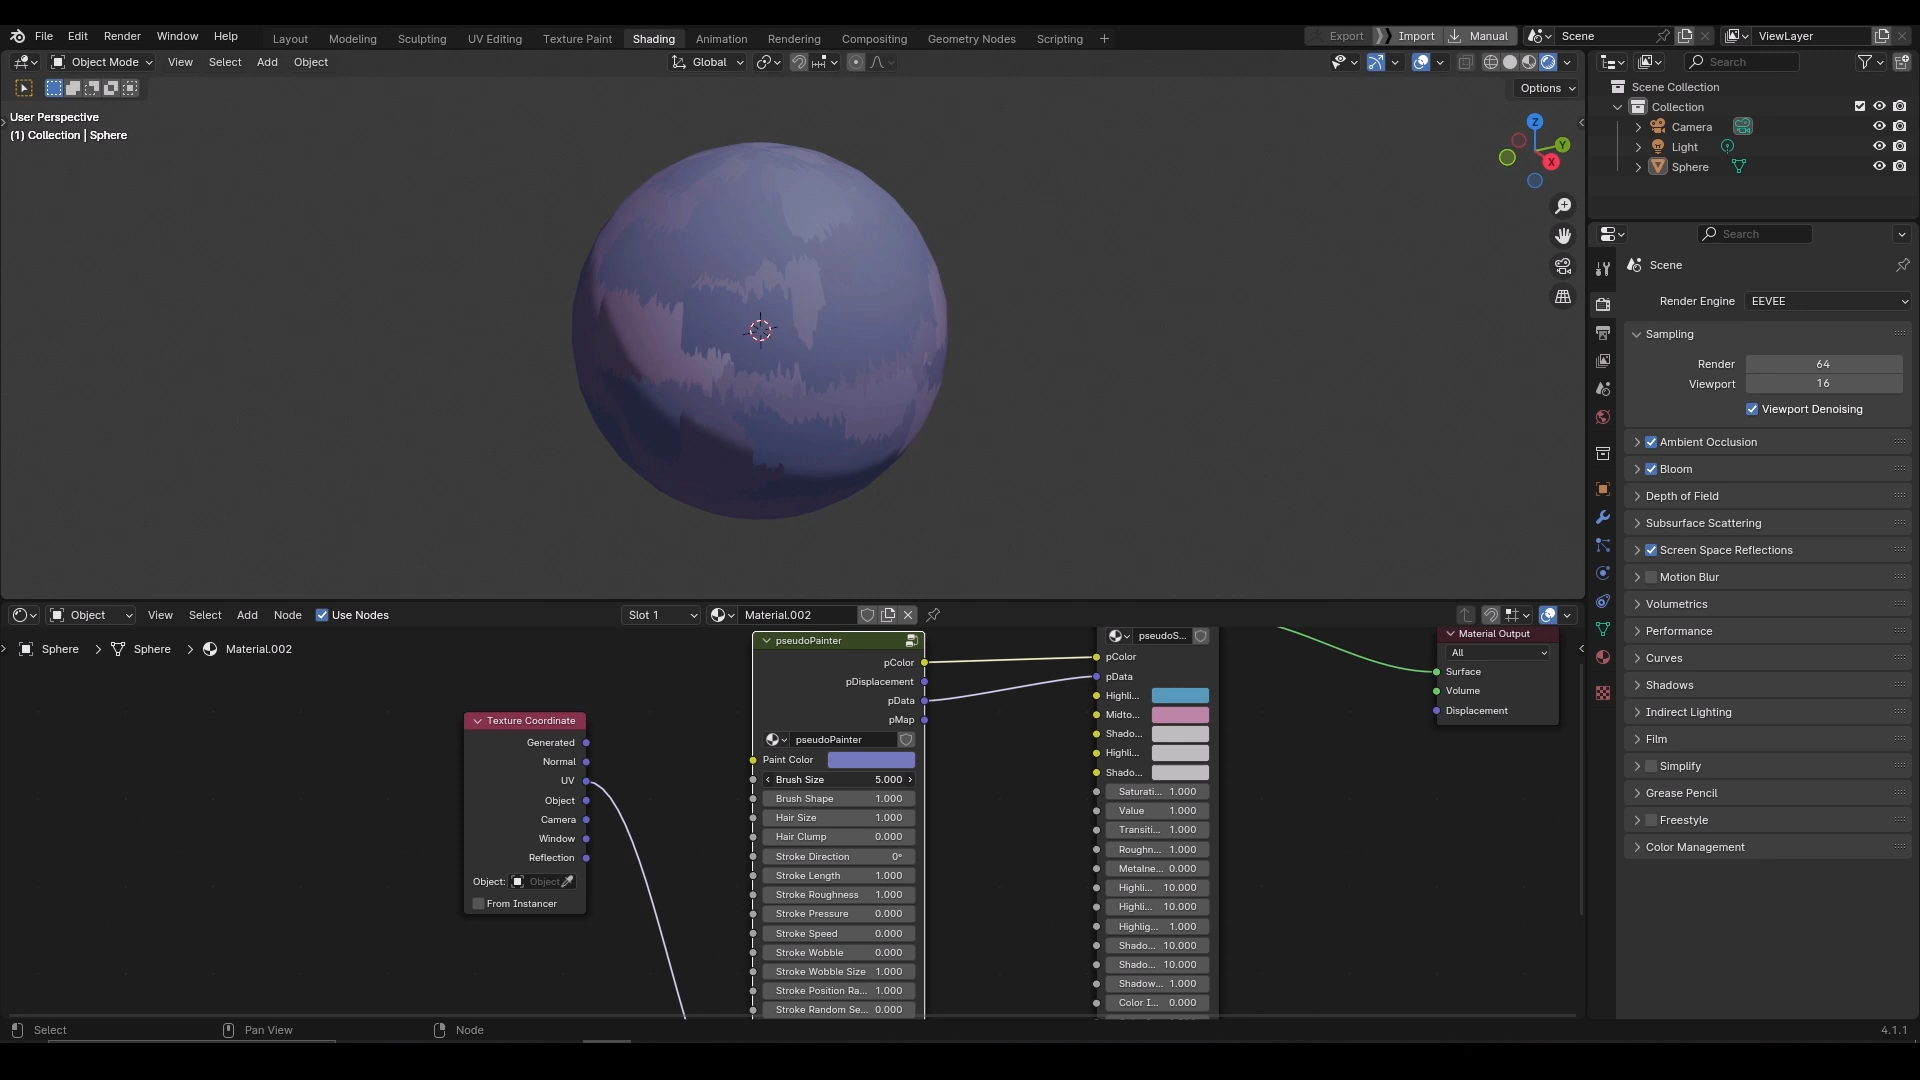 File Edit Render Window Help
Layout Modeling Sculpting UV Editing Texture Paint Shading Animation Rendering Compositing Geometry Nodes Scripting +
Export Import Manual
Scene
ViewLayer
Object Mode View Select Add Object
Global
Options
User Perspective
(1) Collection | Sphere
Z
Y
X
Search
Scene Collection
Collection
Camera
Light
Sphere
Search
Scene
Render Engine EEVEE
Sampling
Render 64
Viewport 16
Viewport Denoising
Ambient Occlusion
Bloom
Depth of Field
Subsurface Scattering
Screen Space Reflections
Motion Blur
Volumetrics
Performance
Curves
Shadows
Indirect Lighting
Film
Simplify
Grease Pencil
Freestyle
Color Management
Object View Select Add Node Use Nodes
Slot 1
Material.002
Sphere > Sphere > Material.002
Texture Coordinate
Generated
Normal
UV
Object
Camera
Window
Reflection
Object: Object
From Instancer
pseudoPainter
pColor
pDisplacement
pData
pMap
pseudoPainter
Paint Color
Brush Size 5.000
Brush Shape 1.000
Hair Size 1.000
Hair Clump 0.000
Stroke Direction 0°
Stroke Length 1.000
Stroke Roughness 1.000
Stroke Pressure 0.000
Stroke Speed 0.000
Stroke Wobble 0.000
Stroke Wobble Size 1.000
Stroke Position Ra... 1.000
Stroke Random Se... 0.000
pseudoS...
pColor
pData
Highli...
Midto...
Shado...
Highli...
Shado...
Saturati... 1.000
Value 1.000
Transiti... 1.000
Roughn... 1.000
Metalne... 0.000
Highli... 10.000
Highli... 10.000
Highlig... 1.000
Shado... 10.000
Shado... 10.000
Shadow... 1.000
Color I... 0.000
Material Output
All
Surface
Volume
Displacement
Select
Pan View
Node
4.1.1